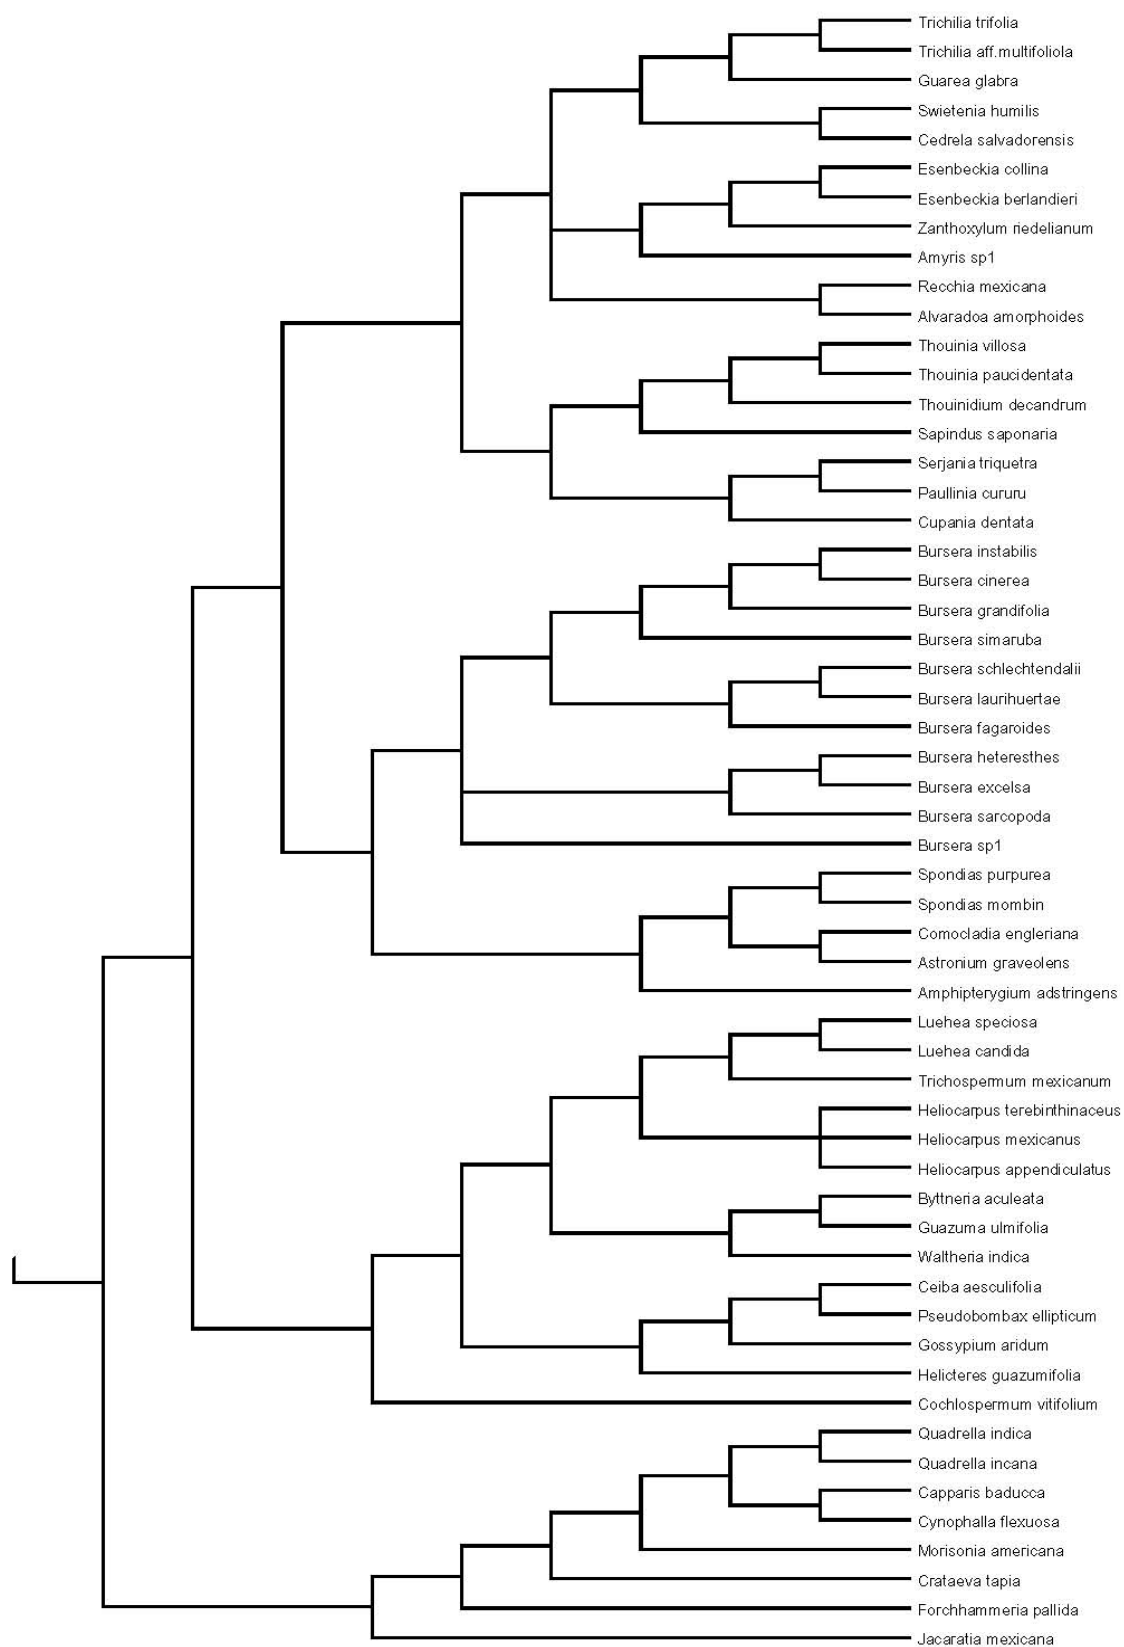 Trichilia trifolia
Trichilia aff.multifoliola
Guarea glabra
Swietenia humilis
Cedrela salvadorensis
Esenbeckia collina
Esenbeckia berlandieri
Zanthoxylum riedelianum
Amyris sp1
Recchia mexicana
Alvaradoa amorphoides
Thouinia villosa
Thouinia paucidentata
Thouinidium decandrum
Sapindus saponaria
Serjania triquetra
Paullinia cururu
Cupania dentata
Bursera instabilis
Bursera cinerea
Bursera grandifolia
Bursera simaruba
Bursera schlechtendalii
Bursera laurihuertae
Bursera fagaroides
Bursera heteresthes
Bursera excelsa
Bursera sarcopoda
Bursera sp1
Spondias purpurea
Spondias mombin
Comocladia engleriana
Astronium graveolens
Amphipterygium adstringens
Luehea speciosa
Luehea candida
Trichospermum mexicanum
Heliocarpus terebinthinaceus
Heliocarpus mexicanus
Heliocarpus appendiculatus
Byttneria aculeata
Guazuma ulmifolia
Waltheria indica
Ceiba aesculifolia
Pseudobombax ellipticum
Gossypium aridum
Helicteres guazumifolia
Cochlospermum vitifolium
Quadrella indica
Quadrella incana
Capparis baducca
Cynophalla flexuosa
Morisonia americana
Crataeva tapia
Forchhammeria pallida
Jacaratia mexicana